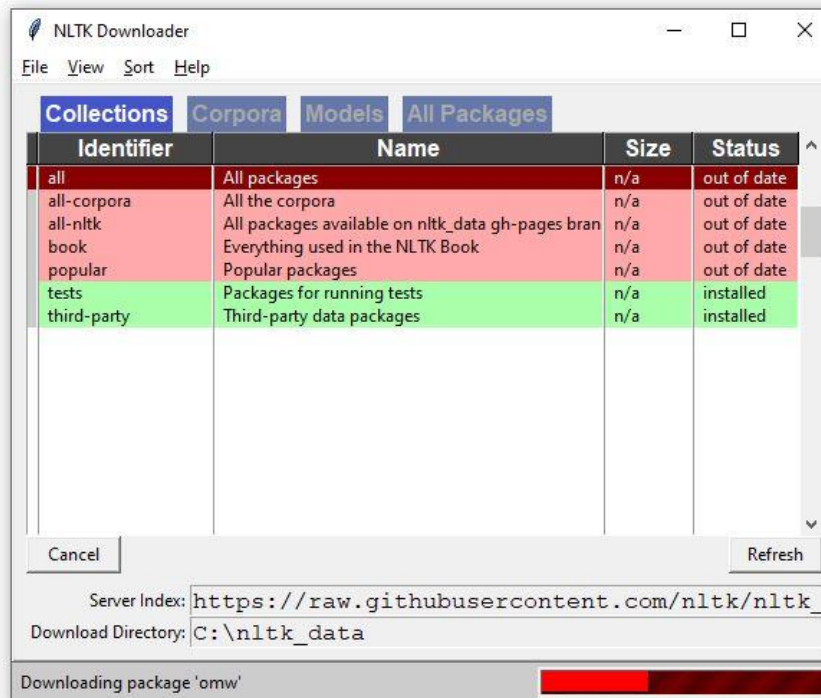 NLTK Downloader
File View Sort Help
Collections Corpora Models All Packages
Identifier Name Size Status
all All packages n/a out of date
all-corpora All the corpora n/a out of date
all-nltk All packages available on nltk_data gh-pages bran n/a out of date
book Everything used in the NLTK Book n/a out of date
popular Popular packages n/a out of date
tests Packages for running tests n/a installed
third-party Third-party data packages n/a installed
Cancel Refresh
Server Index: https://raw.githubusercontent.com/nltk/nltk_
Download Directory: C:\nltk_data
Downloading package 'omw'